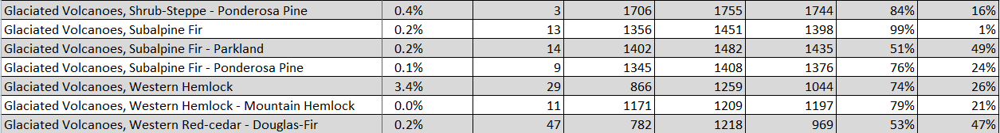 Glaciated Volcanoes, Shrub-Steppe - Ponderosa Pine 0.4% 3 1706 1755 1744 84% 16%
Glaciated Volcanoes, Subalpine Fir 0.2% 13 1356 1451 1398 99% 1%
Glaciated Volcanoes, Subalpine Fir - Parkland 0.2% 14 1402 1482 1435 51% 49%
Glaciated Volcanoes, Subalpine Fir - Ponderosa Pine 0.1% 9 1345 1408 1376 76% 24%
Glaciated Volcanoes, Western Hemlock 3.4% 29 866 1259 1044 74% 26%
Glaciated Volcanoes, Western Hemlock - Mountain Hemlock 0.0% 11 1171 1209 1197 79% 21%
Glaciated Volcanoes, Western Red-cedar - Douglas-Fir 0.2% 47 782 1218 969 53% 47%